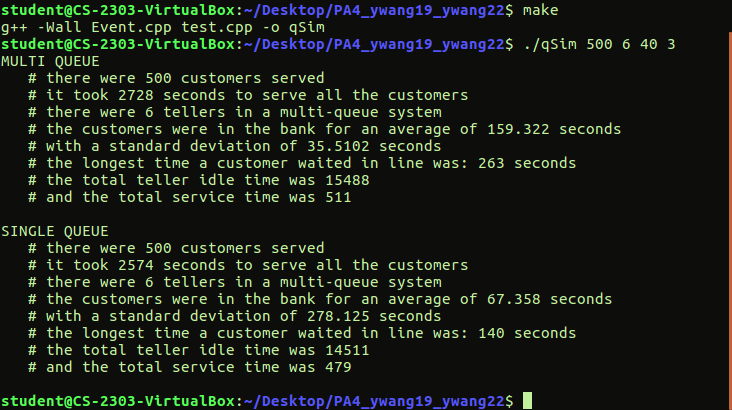 student@CS-2303-VirtualBox:~/Desktop/PA4_ywang19_ywang22$ make
g++ -Wall Event.cpp test.cpp -o qSim
student@CS-2303-VirtualBox:~/Desktop/PA4_ywang19_ywang22$ ./qSim 500 6 40 3
MULTI QUEUE
# there were 500 customers served
# it took 2728 seconds to serve all the customers
# there were 6 tellers in a multi-queue system
# the customers were in the bank for an average of 159.322 seconds
# with a standard deviation of 35.5102 seconds
# the longest time a customer waited in line was: 263 seconds
# the total teller idle time was 15488
# and the total service time was 511
SINGLE QUEUE
# there were 500 customers served
# it took 2574 seconds to serve all the customers
# there were 6 tellers in a multi-queue system
# the customers were in the bank for an average of 67.358 seconds
# with a standard deviation of 278.125 seconds
# the longest time a customer waited in line was: 140 seconds
# the total teller idle time was 14511
# and the total service time was 479
student@CS-2303-VirtualBox:~/Desktop/PA4_ywang19_ywang22$